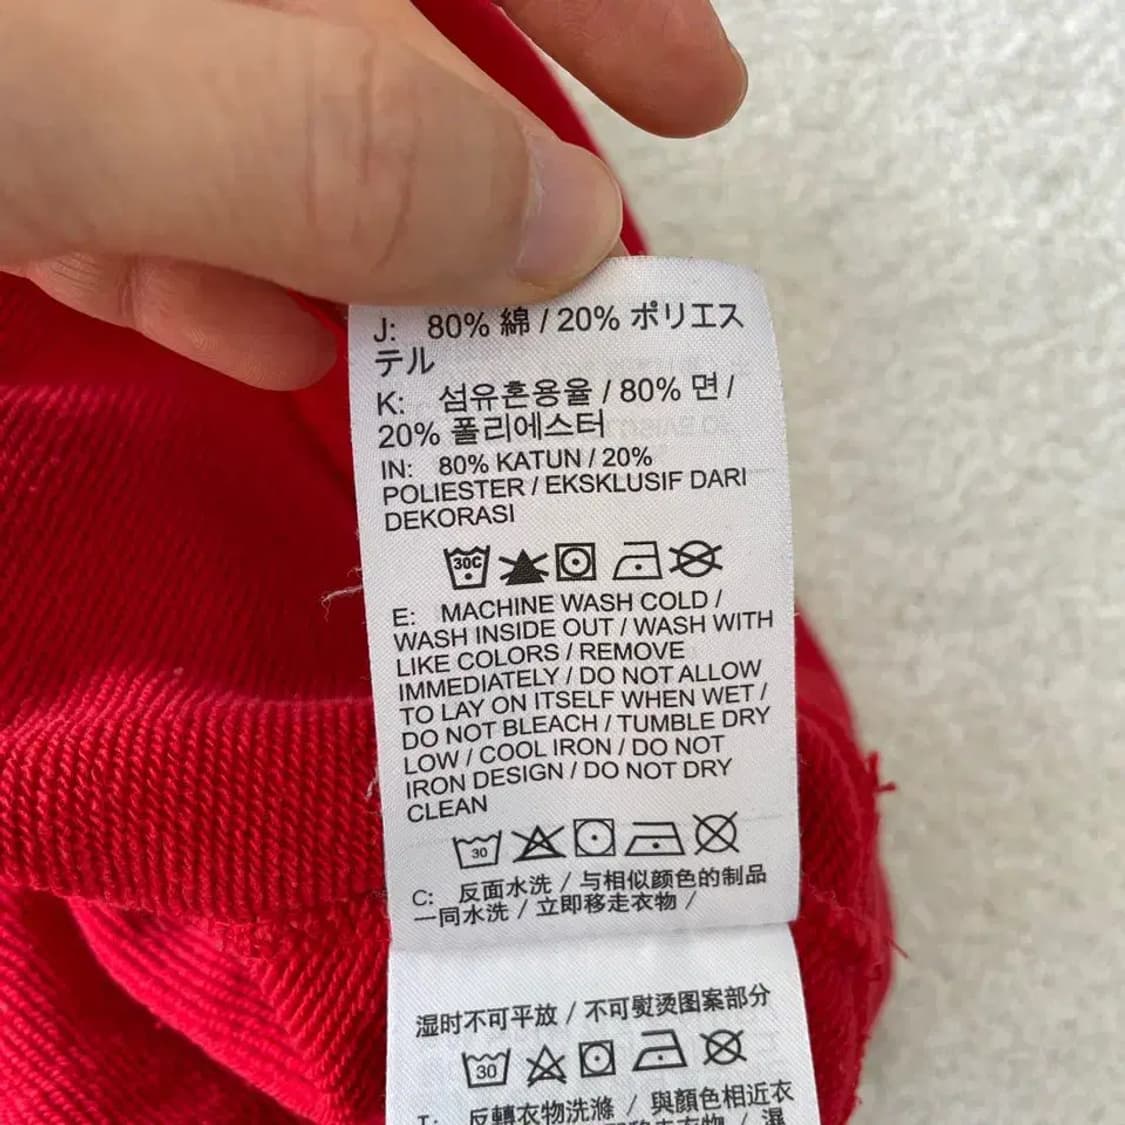 J: 80% 綿 / 20% ポリエス
テル
K: 섬유혼용율 / 80% 면 /
20% 폴리에스터
IN: 80% KATUN / 20%
POLIESTER / EKSKLUSIF DARI
DEKORASI
30C
E: MACHINE WASH COLD /
WASH INSIDE OUT / WASH WITH
LIKE COLORS / REMOVE
IMMEDIATELY / DO NOT ALLOW
TO LAY ON ITSELF WHEN WET /
DO NOT BLEACH / TUMBLE DRY
LOW / COOL IRON / DO NOT
IRON DESIGN / DO NOT DRY
CLEAN
30
C: 反面水洗 / 与相似颜色的制品
一同水洗 / 立即移走衣物 /
湿时不可平放 / 不可熨烫图案部分
30
T: 反轉衣物洗滌 / 與顏色相近衣
即移走衣物 / 濕